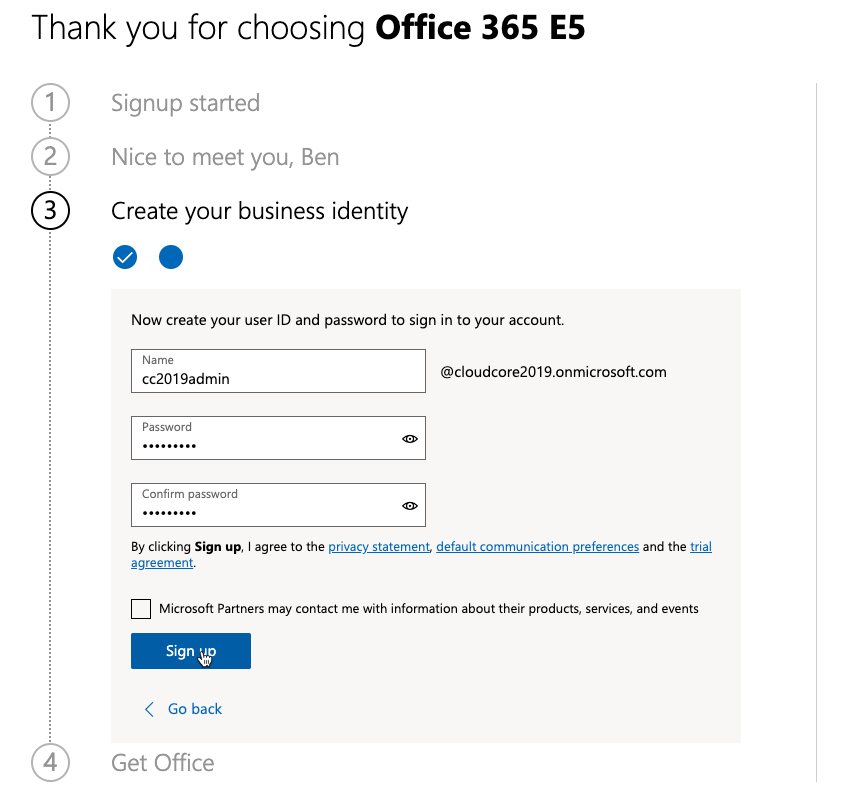 Thank you for choosing Office 365 E5
1 Signup started
2 Nice to meet you, Ben
3 Create your business identity
Now create your user ID and password to sign in to your account.
Name
cc2019admin @cloudcore2019.onmicrosoft.com
Password
•••••••••
Confirm password
•••••••••
By clicking Sign up, I agree to the privacy statement, default communication preferences and the trial
agreement.
Microsoft Partners may contact me with information about their products, services, and events
Sign up
Go back
4 Get Office